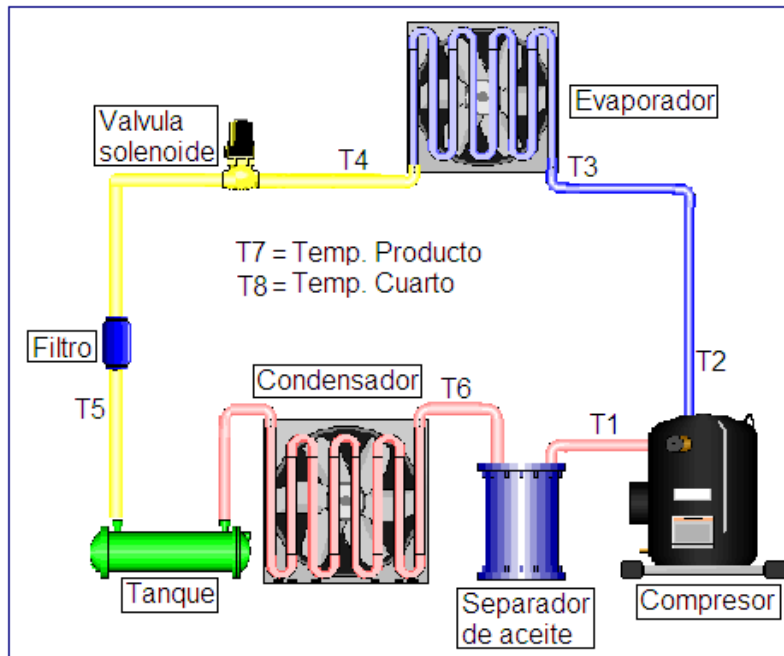 Evaporador
Valvula
solenoide
T4
T3
T7 = Temp. Producto
T8 = Temp. Cuarto
Filtro
Condensador
T6
T2
T5
T1
Tanque
Separador
de aceite
Compresor